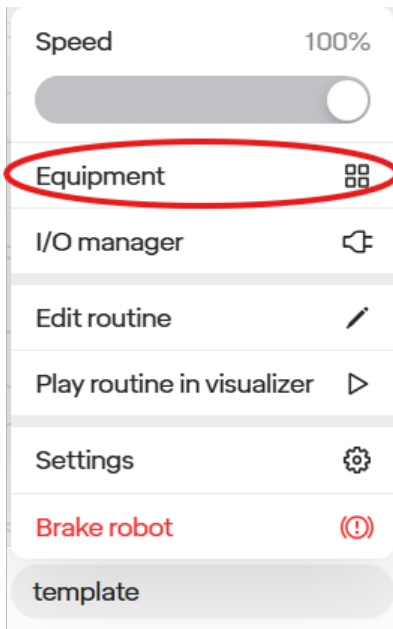 Speed 100%
Equipment
I/O manager
Edit routine
Play routine in visualizer
Settings
Brake robot
template